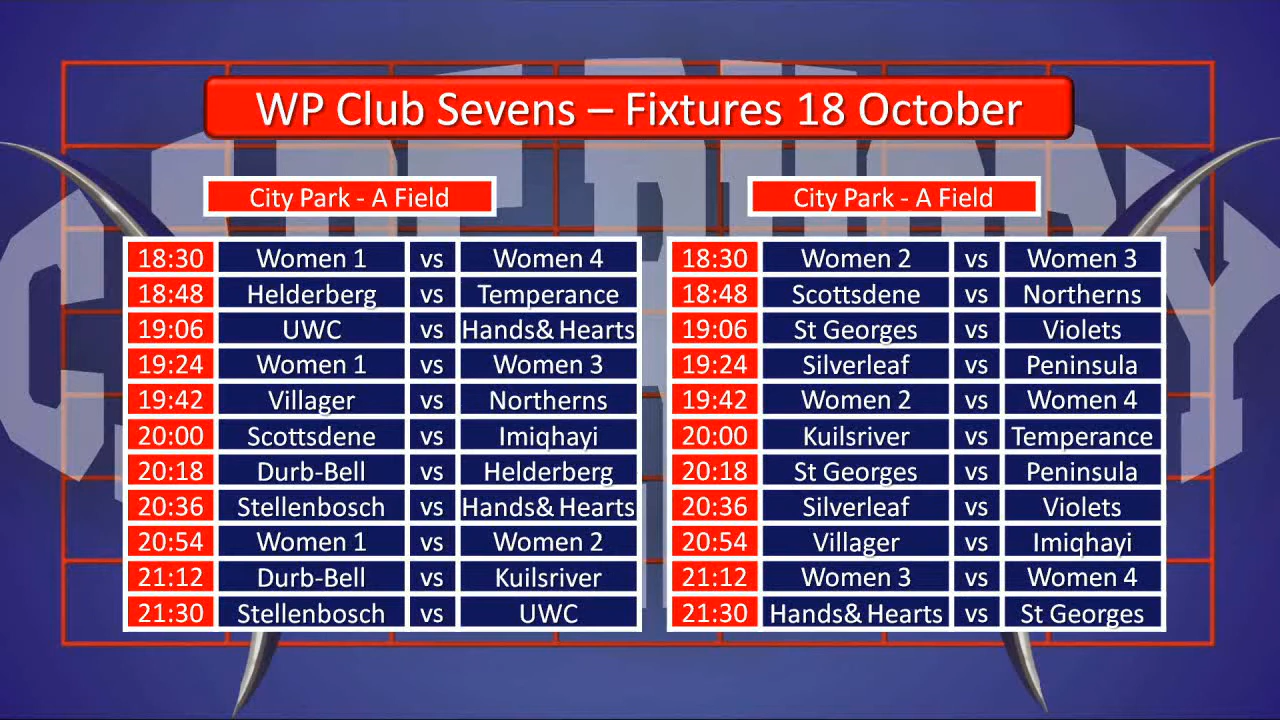 WP Club Sevens – Fixtures 18 October
City Park - A Field
18:30 Women 1 vs Women 4
18:48 Helderberg vs Temperance
19:06 UWC vs Hands& Hearts
19:24 Women 1 vs Women 3
19:42 Villager vs Northerns
20:00 Scottsdene vs Imiqhayi
20:18 Durb-Bell vs Helderberg
20:36 Stellenbosch vs Hands& Hearts
20:54 Women 1 vs Women 2
21:12 Durb-Bell vs Kuilsriver
21:30 Stellenbosch vs UWC
City Park - A Field
18:30 Women 2 vs Women 3
18:48 Scottsdene vs Northerns
19:06 St Georges vs Violets
19:24 Silverleaf vs Peninsula
19:42 Women 2 vs Women 4
20:00 Kuilsriver vs Temperance
20:18 St Georges vs Peninsula
20:36 Silverleaf vs Violets
20:54 Villager vs Imiqhayi
21:12 Women 3 vs Women 4
21:30 Hands& Hearts vs St Georges